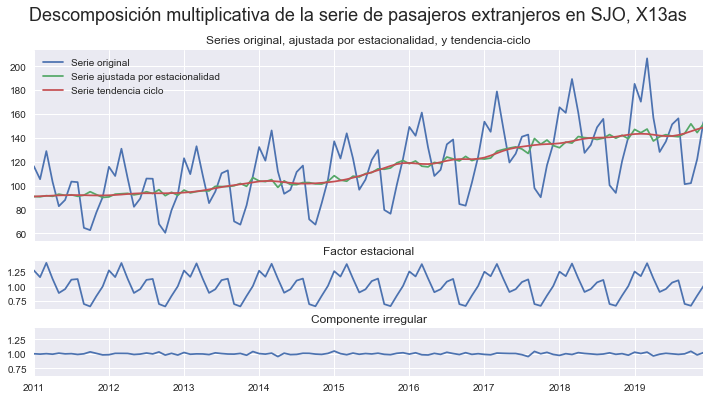 Descomposición multiplicativa de la serie de pasajeros extranjeros en SJO, X13as
Series original, ajustada por estacionalidad, y tendencia-ciclo
Serie original
Serie ajustada por estacionalidad
Serie tendencia ciclo
200
180
160
140
120
100
80
60
Factor estacional
1.25
1.00
0.75
Componente irregular
1.25
1.00
0.75
2011 2012 2013 2014 2015 2016 2017 2018 2019